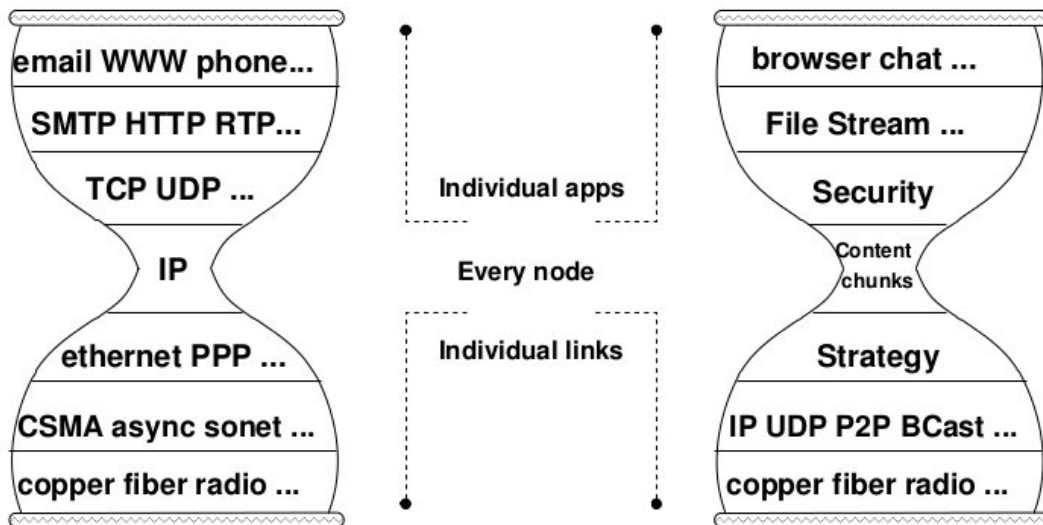 email WWW phone...
SMTP HTTP RTP...
TCP UDP ...
IP
ethernet PPP ...
CSMA async sonet ...
copper fiber radio ...
Individual apps
Every node
Individual links
browser chat ...
File Stream ...
Security
Content
chunks
Strategy
IP UDP P2P BCast ...
copper fiber radio ...